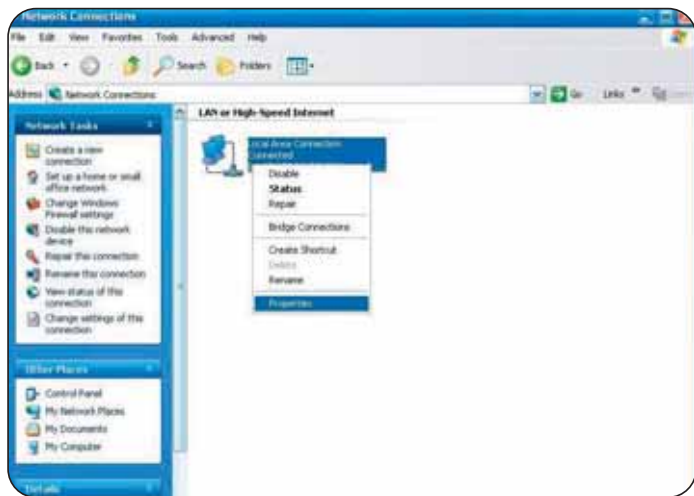 Network Connections
File Edit View Favorites Tools Advanced Help
Back Search Folders
Address Network Connections Go Links
Network Tasks
Create a new
connection
Set up a home or small
office network
Change Windows
Firewall settings
Disable this network
device
Repair this connection
Rename this connection
View status of this
connection
Change settings of this
connection
Other Places
Control Panel
My Network Places
My Documents
My Computer
Details
LAN or High-Speed Internet
Local Area Connection
Connected
Disable
Status
Repair
Bridge Connections
Create Shortcut
Delete
Rename
Properties